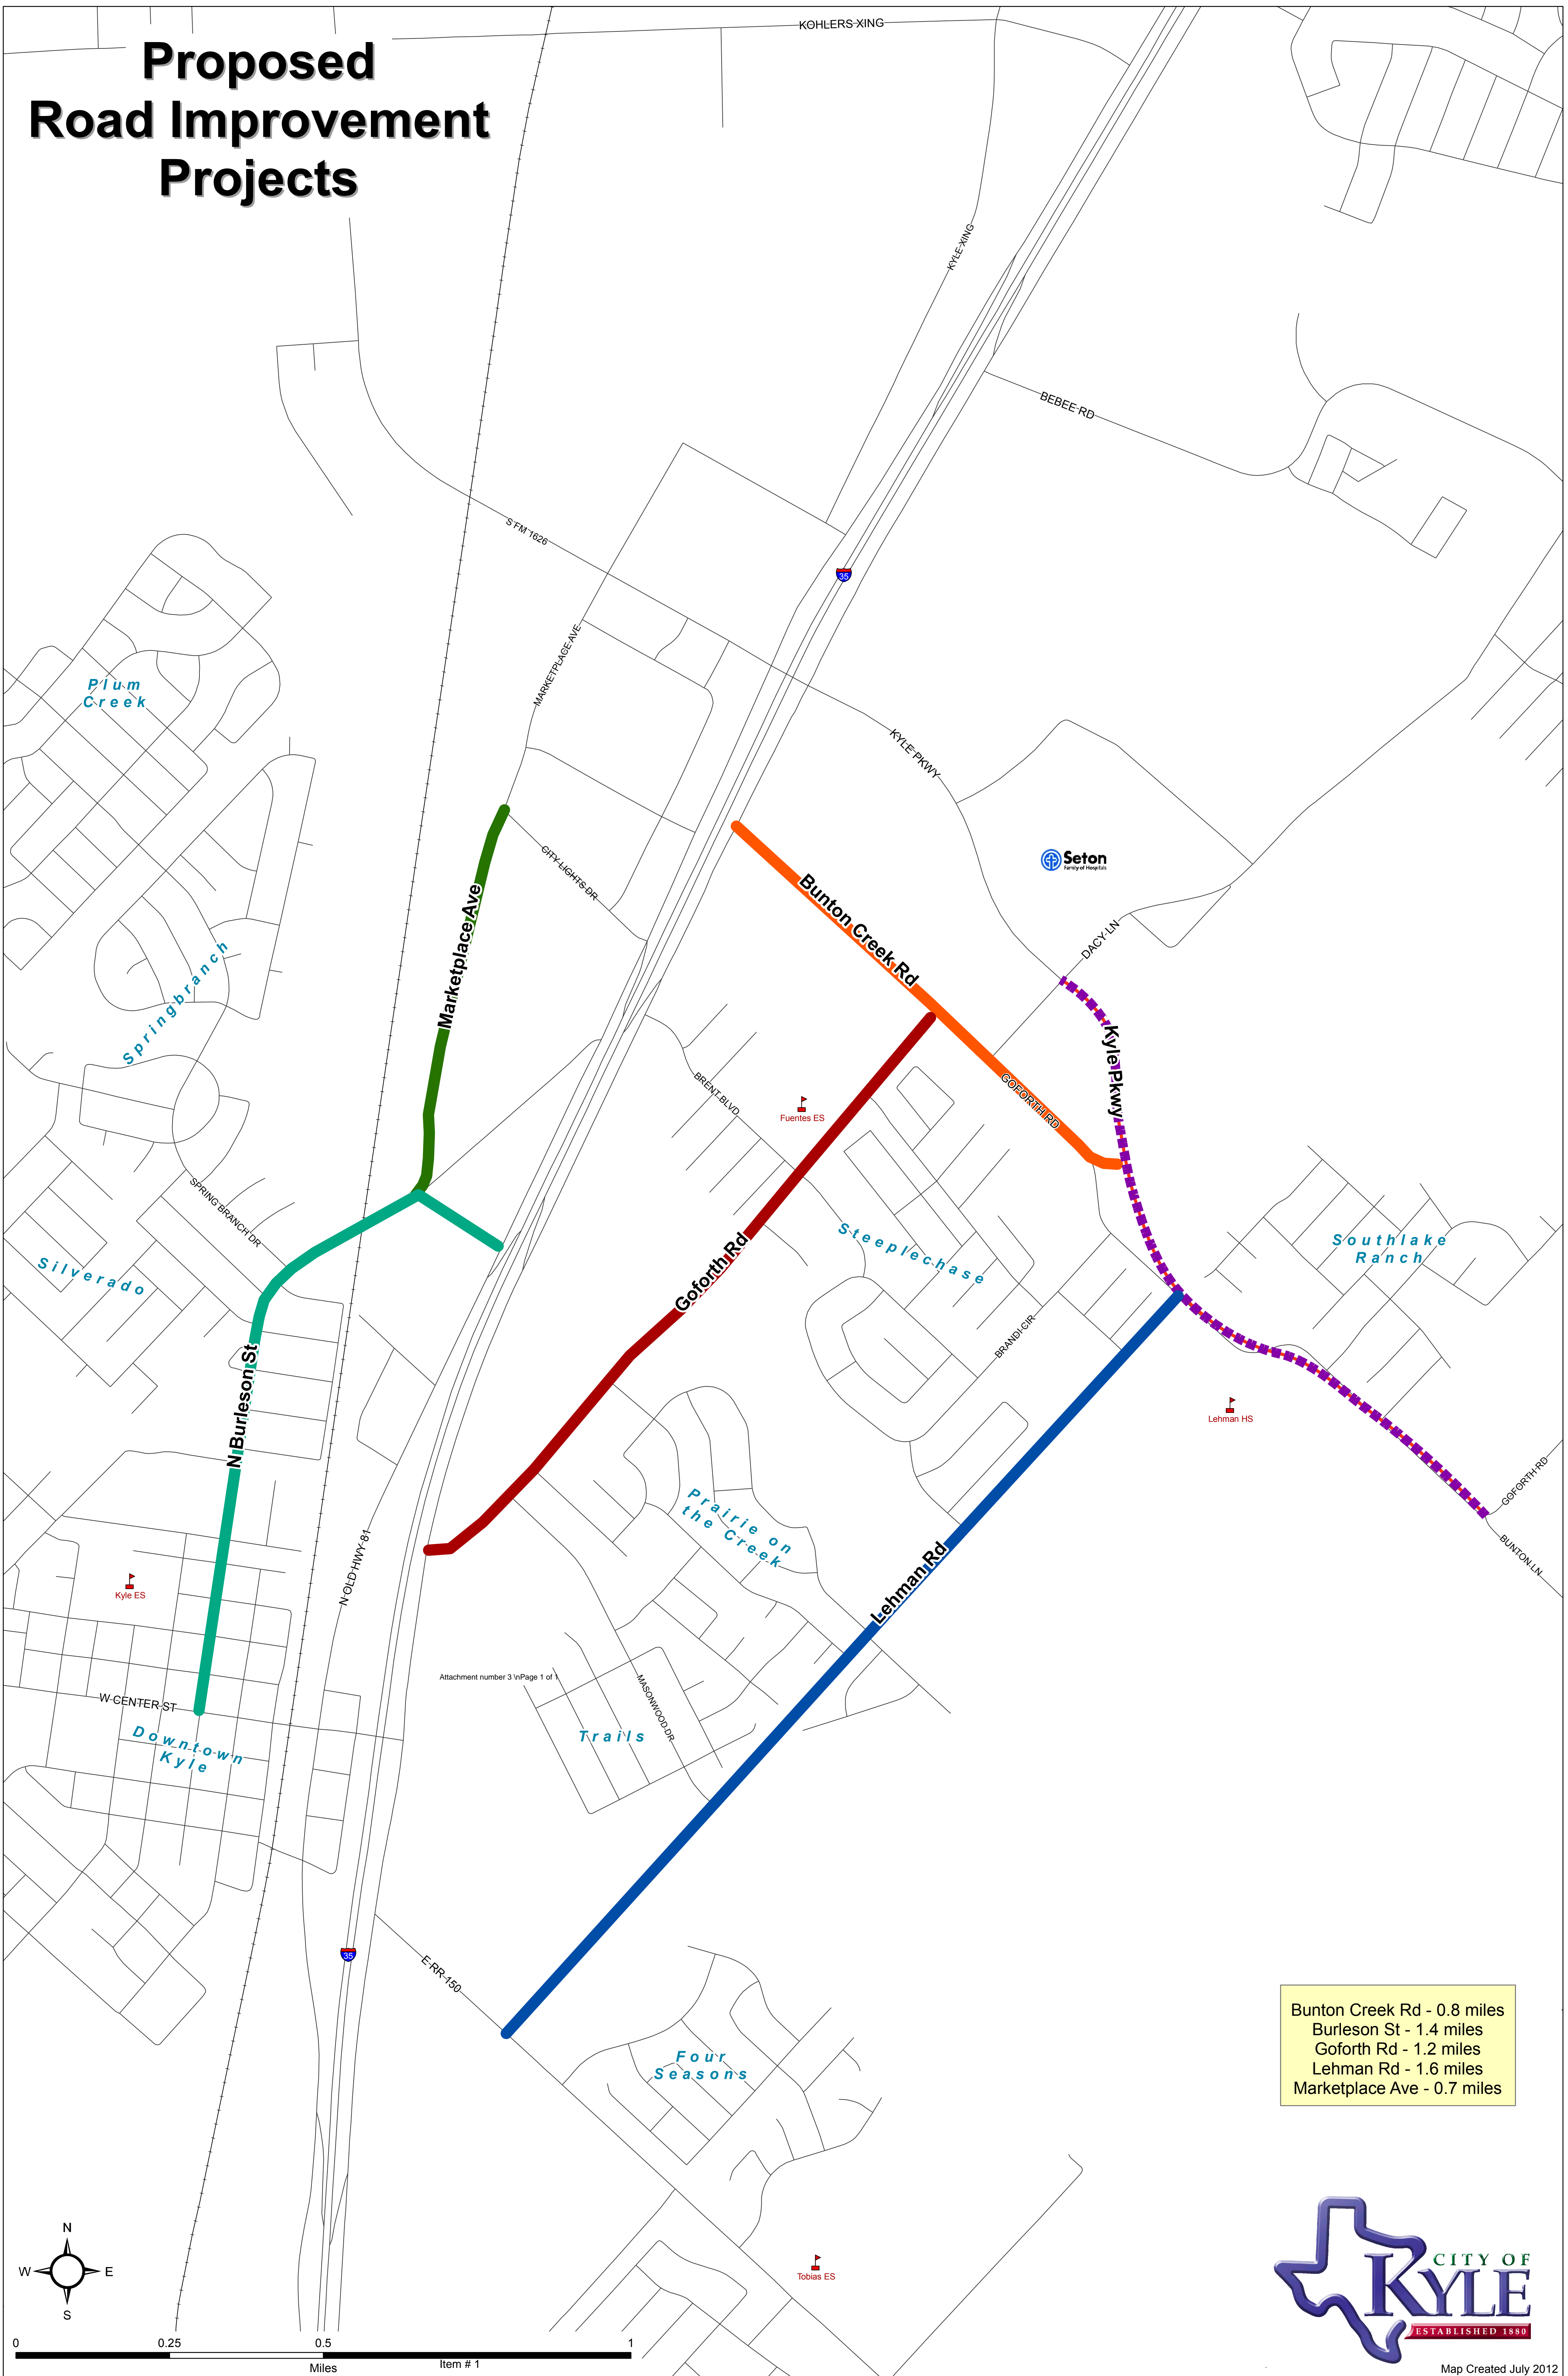 Proposed
Road Improvement
Projects
KOHLERS XING
KYLE XING
BEBEE RD
S FM 1626
35
MARKETPLACE AVE
Plum
Creek
KYLE PKWY
CITY LIGHTS DR
Seton
Family of Hospitals
Bunton Creek Rd
Marketplace Ave
DACY LN
Springbranch
Kyle Pkwy
BRENT BLVD
GOFORTH RD
Fuentes ES
SPRING BRANCH DR
Steeplechase
Southlake
Ranch
Silverado
Goforth Rd
BRANDI CIR
N Burleson St
Lehman HS
GOFORTH RD
Prairie on
the Creek
BUNTON LN
N OLD HWY 81
Kyle ES
Lehman Rd
Attachment number 3 \nPage 1 of 1
MASONWOOD DR
W CENTER ST
Trails
Downtown
Kyle
35
E RR 150
Bunton Creek Rd - 0.8 miles
Burleson St - 1.4 miles
Goforth Rd - 1.2 miles
Lehman Rd - 1.6 miles
Marketplace Ave - 0.7 miles
Four
Seasons
N
W E
S
Tobias ES
CITY OF
KYLE
ESTABLISHED 1880
0 0.25 0.5 1
Miles
Item # 1
Map Created July 2012